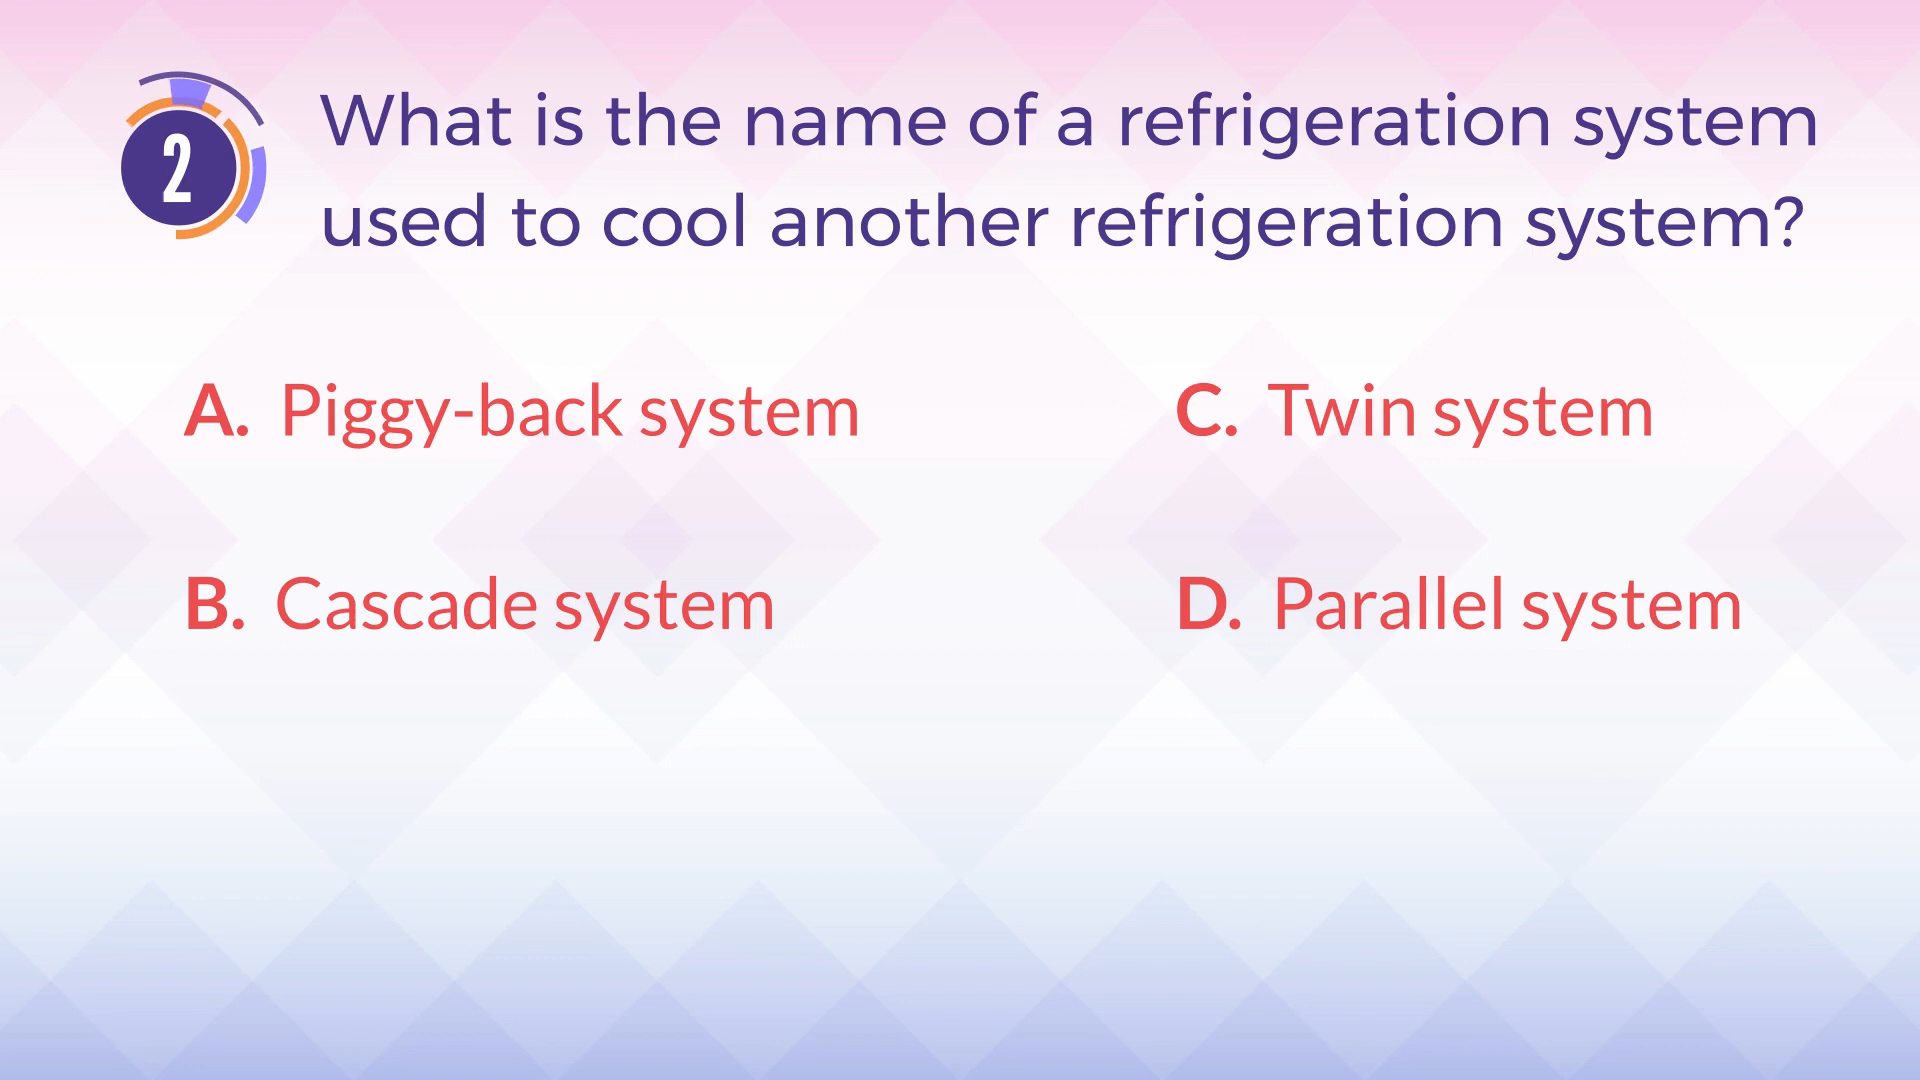 2
What is the name of a refrigeration system
used to cool another refrigeration system?
A. Piggy-back system
B. Cascade system
C. Twin system
D. Parallel system